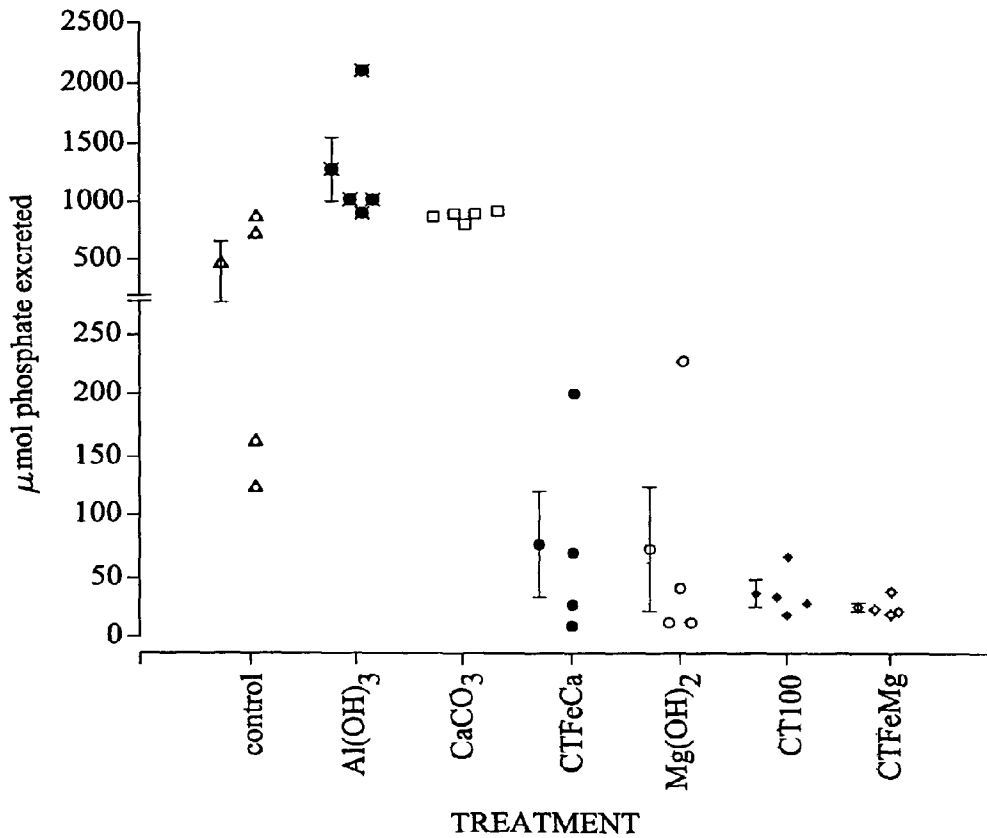 2500
2000
1500
1000
500
250
200
150
100
50
0
μmol phosphate excreted
control
Al(OH)3
CaCO3
CTFeCa
Mg(OH)2
CT100
CTFeMg
TREATMENT